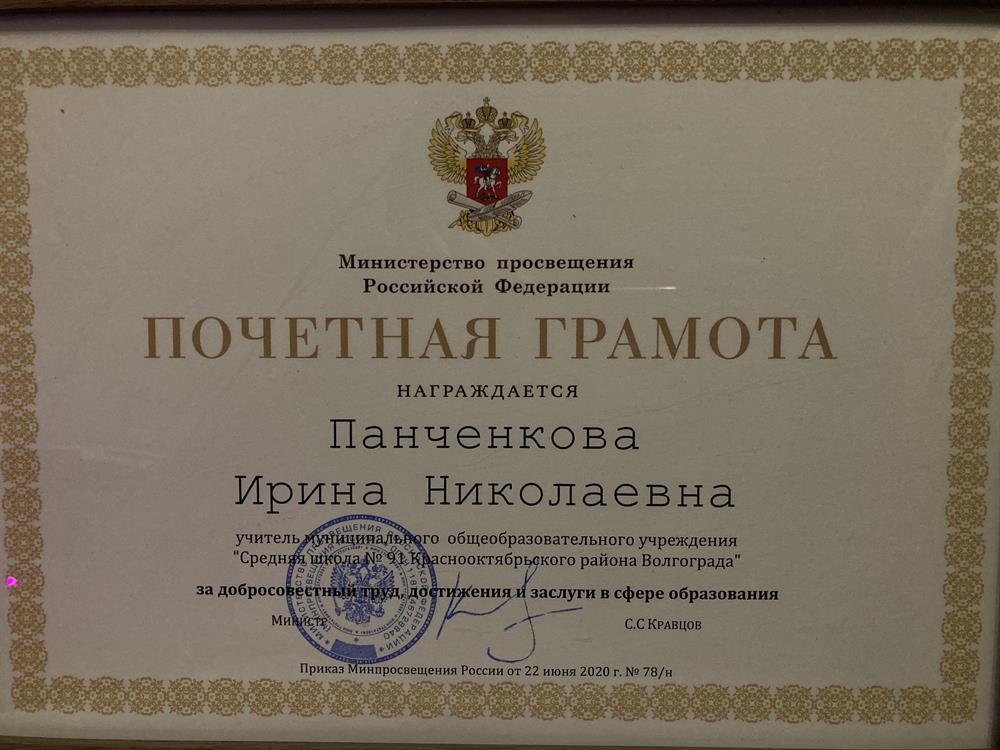 Министерство просвещения
Российской Федерации
ПОЧЕТНАЯ ГРАМОТА
НАГРАЖДАЕТСЯ
Панченкова
Ирина Николаевна
учитель муниципального общеобразовательного учреждения
"Средняя школа № 91 Краснооктябрьского района Волгограда"
за добросовестный труд, достижения и заслуги в сфере образования
Министр С.С Кравцов
Приказ Минпросвещения России от 22 июня 2020 г. № 78/н